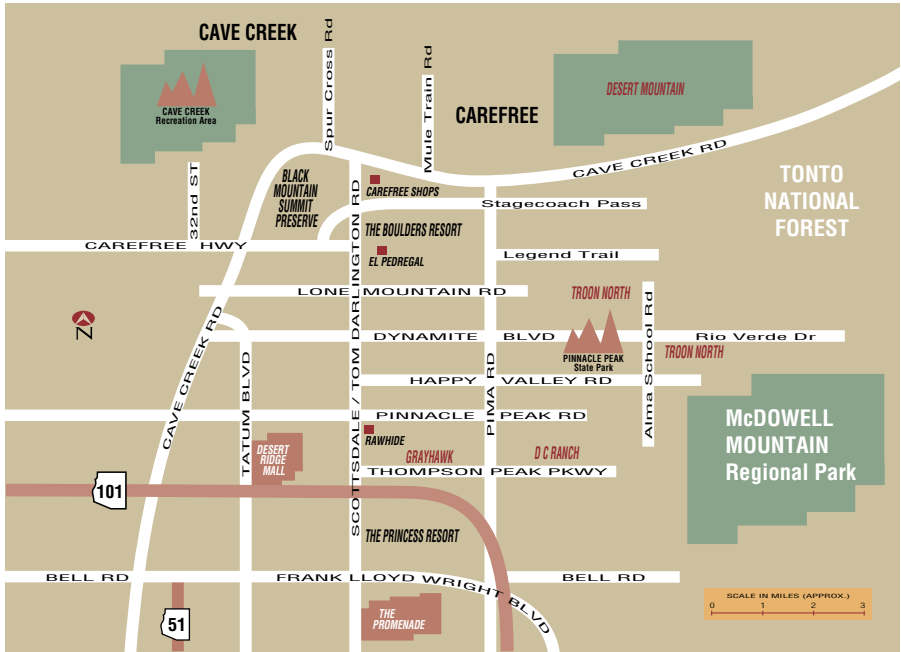 CAVE CREEK
Spur Cross Rd
Mule Train Rd
DESERT MOUNTAIN
CAVE CREEK
Recreation Area
CAREFREE
CAVE CREEK RD
TONTO
NATIONAL
FOREST
32nd ST
BLACK
MOUNTAIN
SUMMIT
PRESERVE
CAREFREE SHOPS
Stagecoach Pass
THE BOULDERS RESORT
CAREFREE HWY
EL PEDREGAL
Legend Trail
LONE MOUNTAIN RD
TROON NORTH
Alma School Rd
N
CAVE CREEK RD
DYNAMITE BLVD
Rio Verde Dr
PINNACLE PEAK
State Park
TROON NORTH
TATUM BLVD
SCOTTSDALE / TOM DARLINGTON RD
PIMA RD
HAPPY VALLEY RD
PINNACLE PEAK RD
McDOWELL
MOUNTAIN
Regional Park
RAWHIDE
DESERT
RIDGE
MALL
GRAYHAWK
D C RANCH
THOMPSON PEAK PKWY
101
THE PRINCESS RESORT
BELL RD
FRANK LLOYD WRIGHT BLVD
BELL RD
SCALE IN MILES (APPROX.)
0 1 2 3
51
THE
PROMENADE